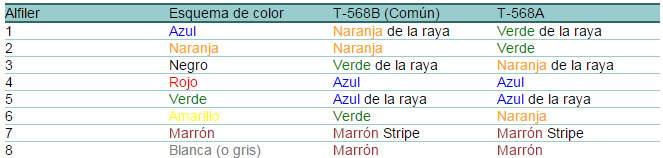 Alfiler Esquema de color T-568B (Común) T-568A
1 Azul Naranja de la raya Verde de la raya
2 Naranja Naranja Verde
3 Negro Verde de la raya Naranja de la raya
4 Rojo Azul Azul
5 Verde Azul de la raya Azul de la raya
6 Amarillo Verde Naranja
7 Marrón Marrón Stripe Marrón Stripe
8 Blanca (o gris) Marrón Marrón